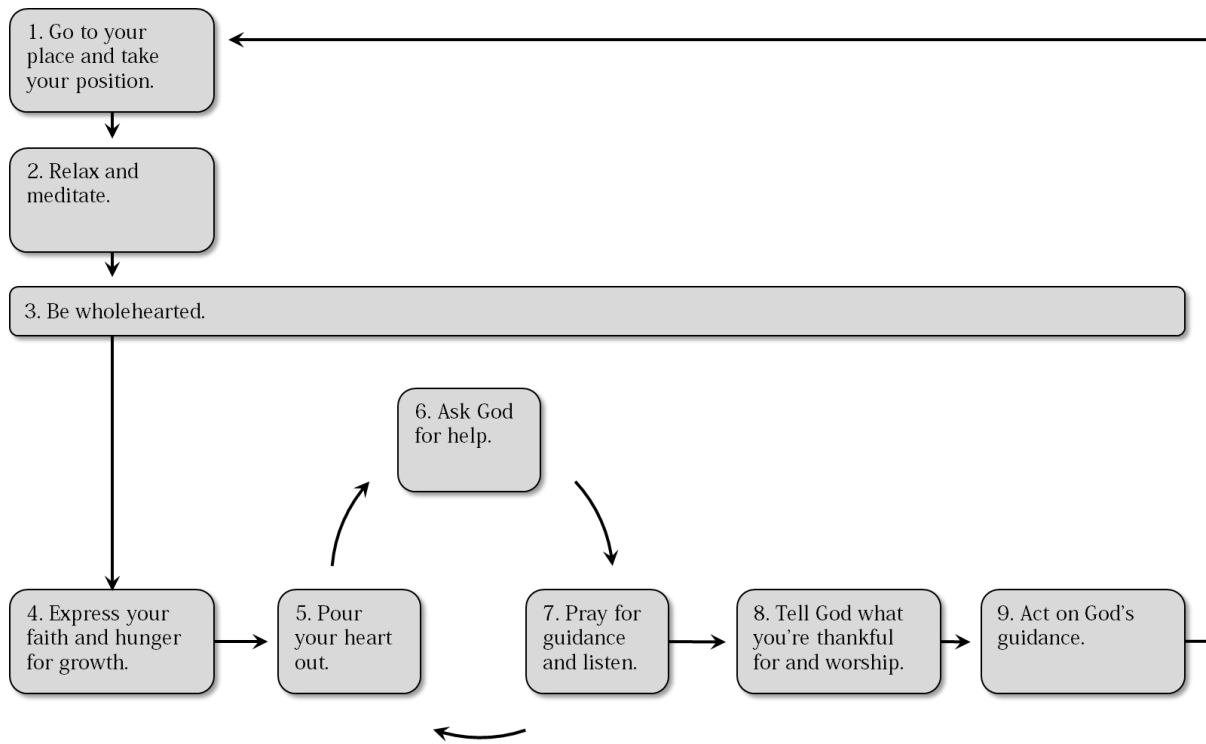 1. Go to your
place and take
your position.
2. Relax and
meditate.
3. Be wholehearted.
4. Express your
faith and hunger
for growth.
5. Pour
your heart
out.
6. Ask God
for help.
7. Pray for
guidance
and listen.
8. Tell God what
you’re thankful
for and worship.
9. Act on God’s
guidance.